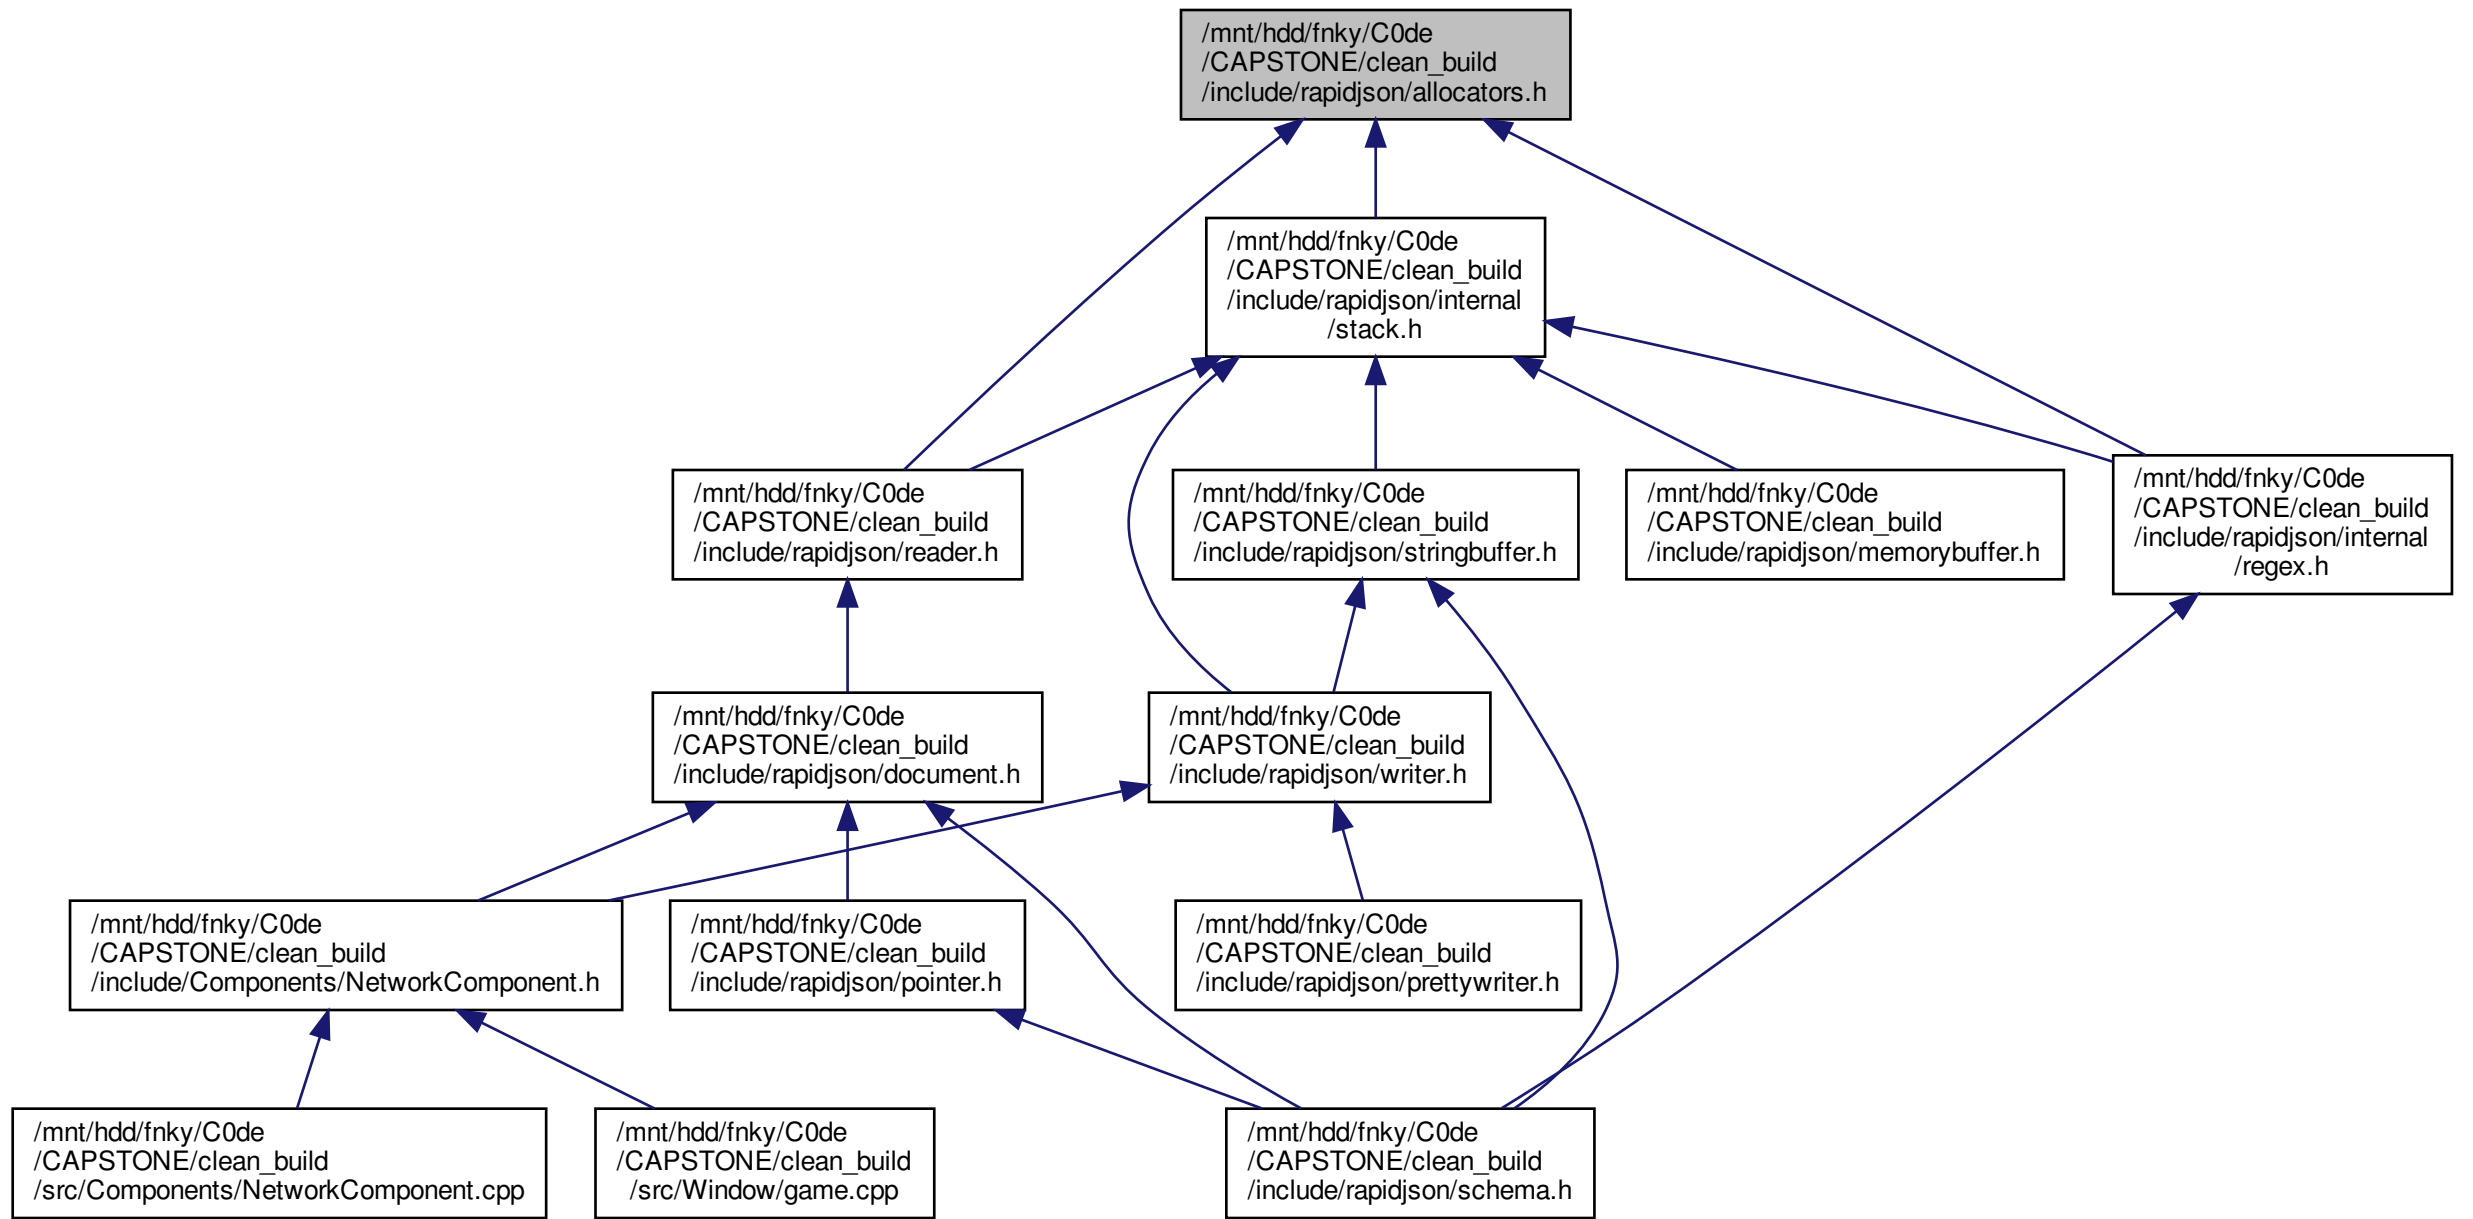 /mnt/hdd/fnky/C0de
/CAPSTONE/clean_build
/include/rapidjson/allocators.h
/mnt/hdd/fnky/C0de
/CAPSTONE/clean_build
/include/rapidjson/internal
/stack.h
/mnt/hdd/fnky/C0de
/CAPSTONE/clean_build
/include/rapidjson/reader.h
/mnt/hdd/fnky/C0de
/CAPSTONE/clean_build
/include/rapidjson/stringbuffer.h
/mnt/hdd/fnky/C0de
/CAPSTONE/clean_build
/include/rapidjson/memorybuffer.h
/mnt/hdd/fnky/C0de
/CAPSTONE/clean_build
/include/rapidjson/internal
/regex.h
/mnt/hdd/fnky/C0de
/CAPSTONE/clean_build
/include/rapidjson/document.h
/mnt/hdd/fnky/C0de
/CAPSTONE/clean_build
/include/rapidjson/writer.h
/mnt/hdd/fnky/C0de
/CAPSTONE/clean_build
/include/Components/NetworkComponent.h
/mnt/hdd/fnky/C0de
/CAPSTONE/clean_build
/include/rapidjson/pointer.h
/mnt/hdd/fnky/C0de
/CAPSTONE/clean_build
/include/rapidjson/prettywriter.h
/mnt/hdd/fnky/C0de
/CAPSTONE/clean_build
/src/Components/NetworkComponent.cpp
/mnt/hdd/fnky/C0de
/CAPSTONE/clean_build
/src/Window/game.cpp
/mnt/hdd/fnky/C0de
/CAPSTONE/clean_build
/include/rapidjson/schema.h